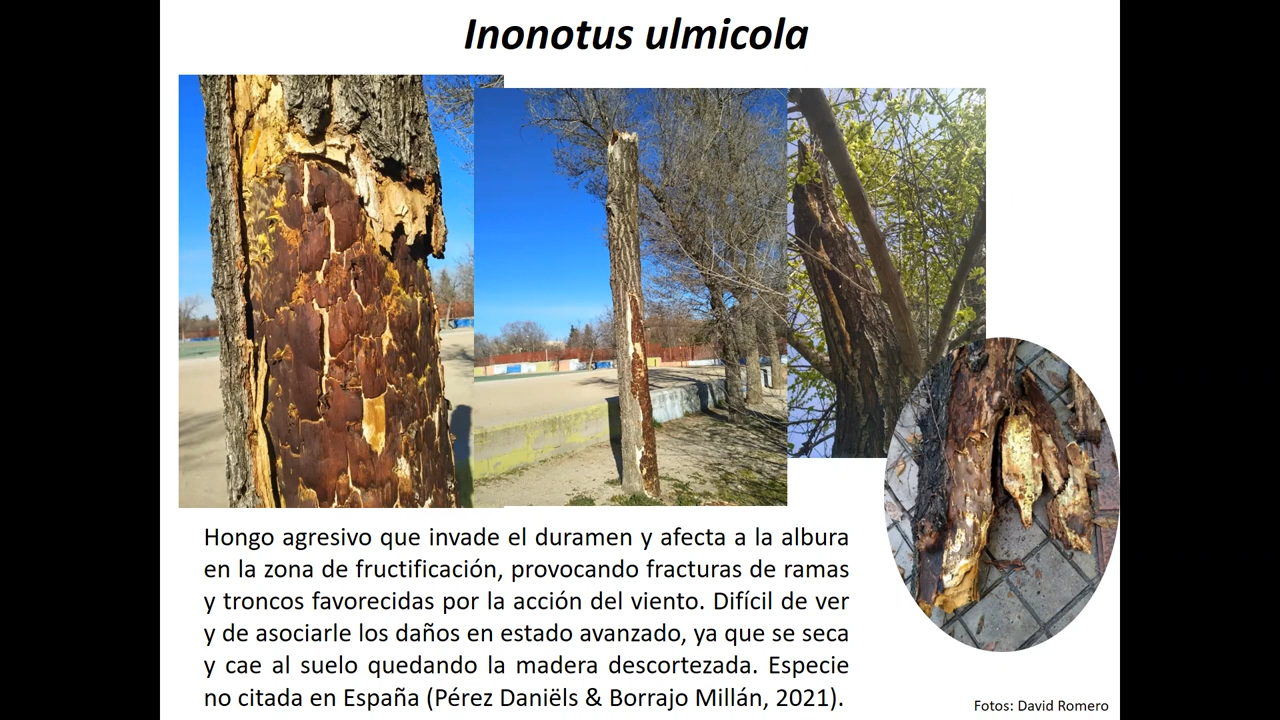 Inonotus ulmicola
Hongo agresivo que invade el duramen y afecta a la albura
en la zona de fructificación, provocando fracturas de ramas
y troncos favorecidas por la acción del viento. Difícil de ver
y de asociarle los daños en estado avanzado, ya que se seca
y cae al suelo quedando la madera descortezada. Especie
no citada en España (Pérez Daniëls & Borrajo Millán, 2021).
Fotos: David Romero